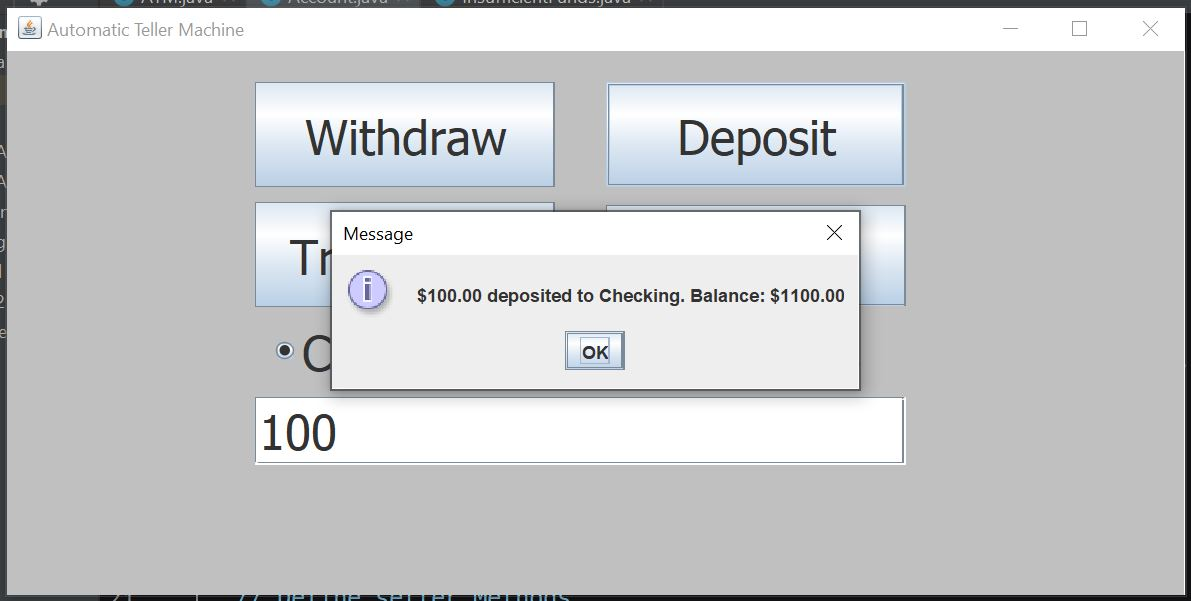 ATM.java
Account.java
InsufficientFunds.java
Automatic Teller Machine
Withdraw
Deposit
Message
$100.00 deposited to Checking. Balance: $1100.00
OK
100
21 // Define Setter Methods